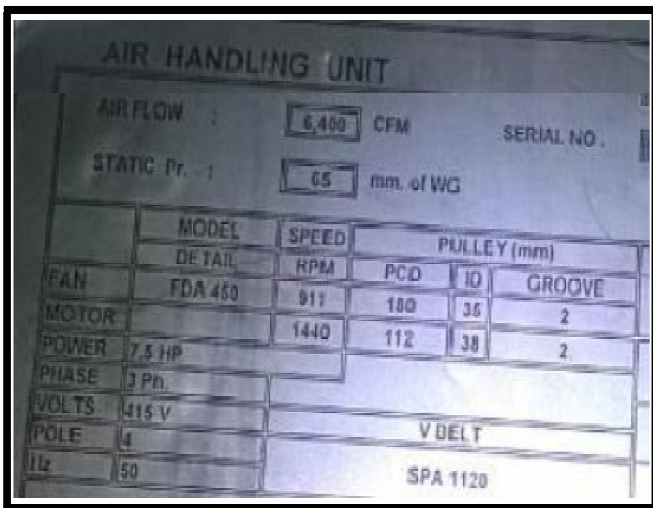 AIR HANDLING UNIT
AIR FLOW : 6,400 CFM SERIAL NO.
STATIC Pr. : 65 mm. of WG
MODEL SPEED PULLEY (mm)
DETAIL RPM PCD ID GROOVE
FAN FDA 450 911 180 35 2
MOTOR 1440 112 38 2
POWER 7.5 HP
PHASE 3 Ph.
VOLTS 415 V
POLE 4 V BELT
Hz 50 SPA 1120